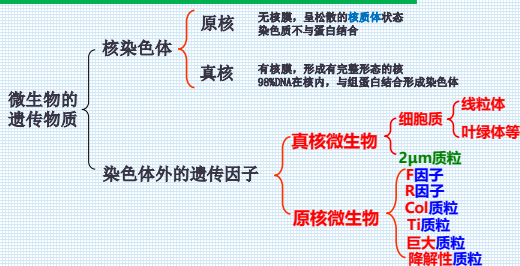 微生物的
遗传物质
核染色体
原核
无核膜，呈松散的核质体状态
染色质不与蛋白结合
真核
有核膜，形成有完整形态的核
98%DNA在核内，与组蛋白结合形成染色体
染色体外的遗传因子
真核微生物
细胞质
线粒体
叶绿体等
2μm质粒
原核微生物
F因子
R因子
Col质粒
Ti质粒
巨大质粒
降解性质粒